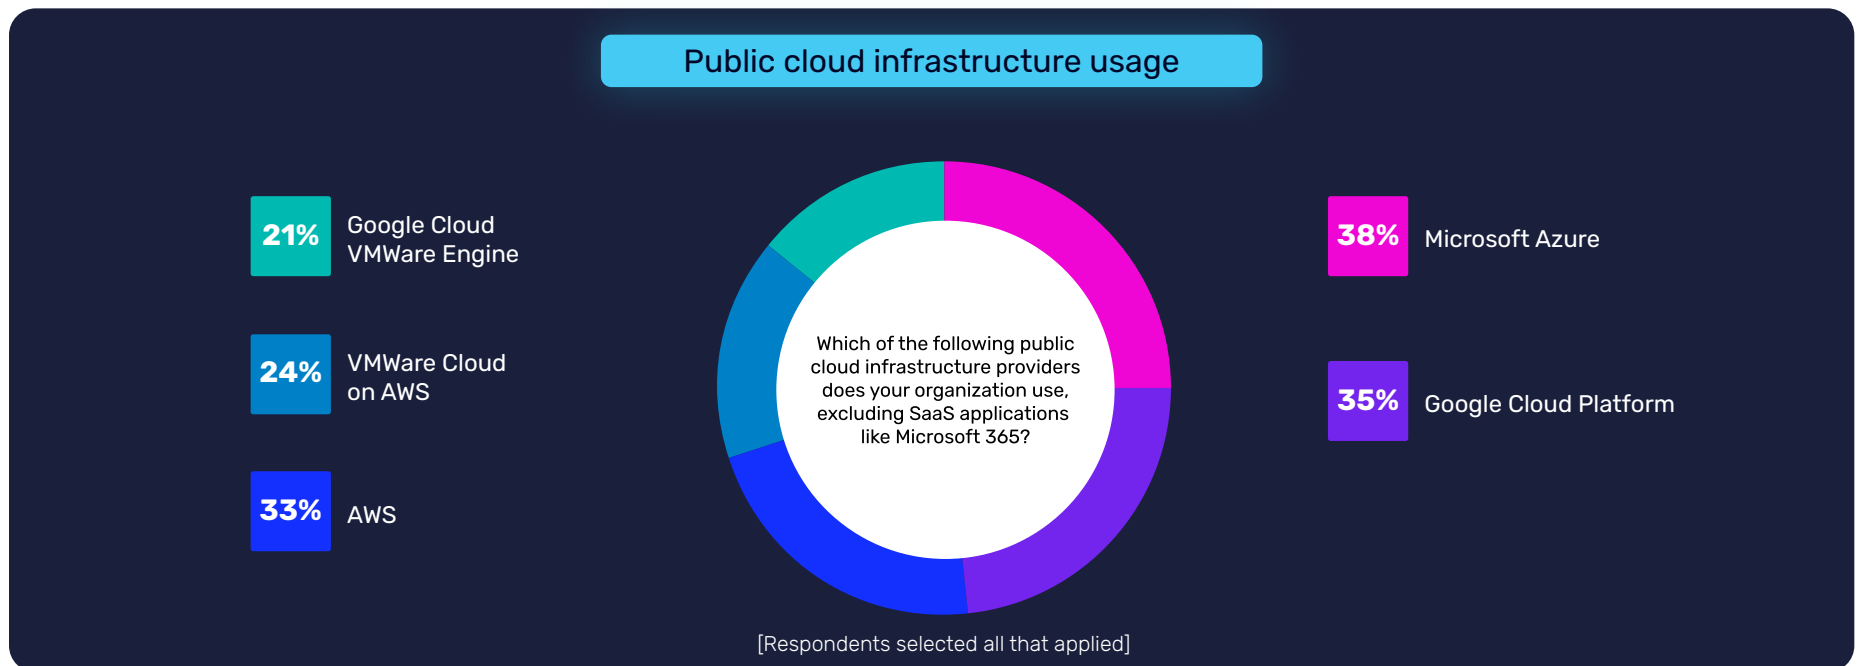 Public cloud infrastructure usage
21%
Google Cloud
VMWare Engine
24%
VMWare Cloud
on AWS
33%
AWS
Which of the following public
cloud infrastructure providers
does your organization use,
excluding SaaS applications
like Microsoft 365?
38%
Microsoft Azure
35%
Google Cloud Platform
[Respondents selected all that applied]